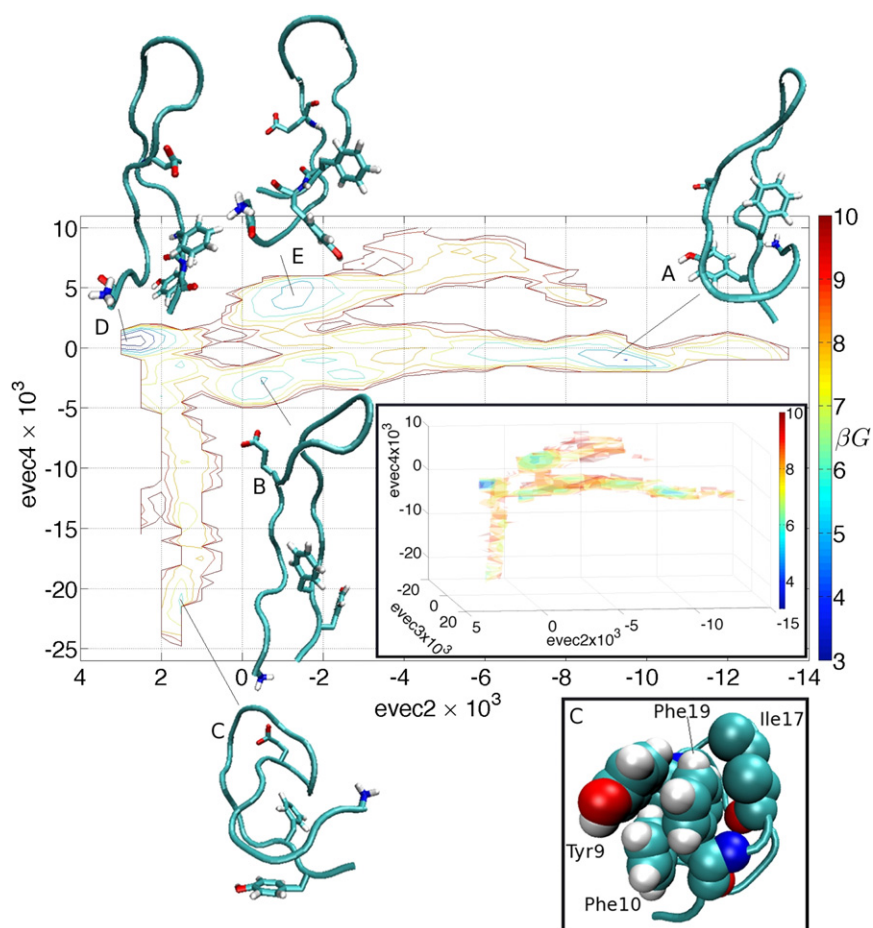 E
A
D
B
C
10
5
0
-5
-10
-15
-20
-25
evec4 × 10³
4
2
0
-2
-4
-6
-8
-10
-12
-14
evec2 × 10³
10
9
8
7
6
5
4
3
βG
10
0
-10
-20
evec4x10³
-20
0
20
evec3x10³
5
0
-5
-10
-15
evec2x10³
10
8
6
4
C
Phe19
Ile17
Tyr9
Phe10